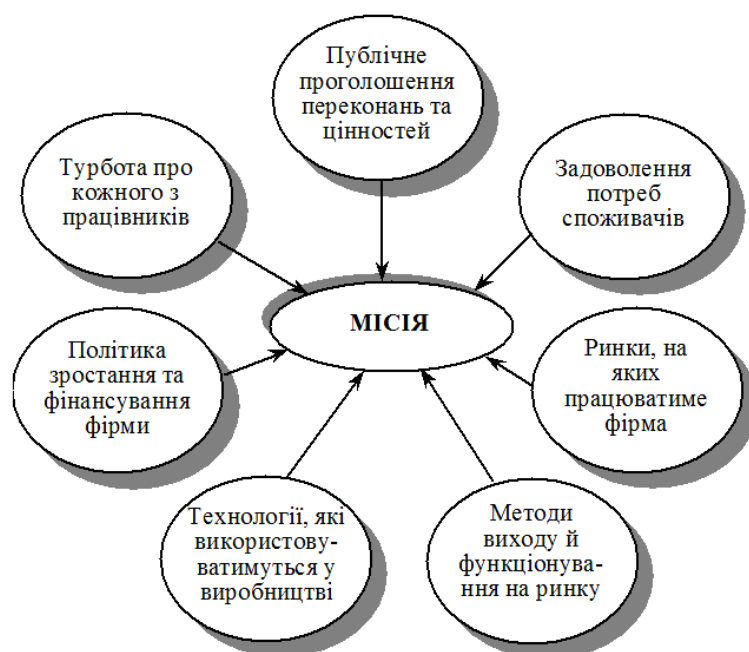 Публічне
проголошення
переконань та
цінностей
Турбота про
кожного з
працівників
Задоволення
потреб
споживачів
МІСІЯ
Політика
зростання та
фінансування
фірми
Ринки, на
яких
працюватиме
фірма
Технології, які
використову-
ватимуться у
виробництві
Методи
виходу й
функціонува-
ання на ринку